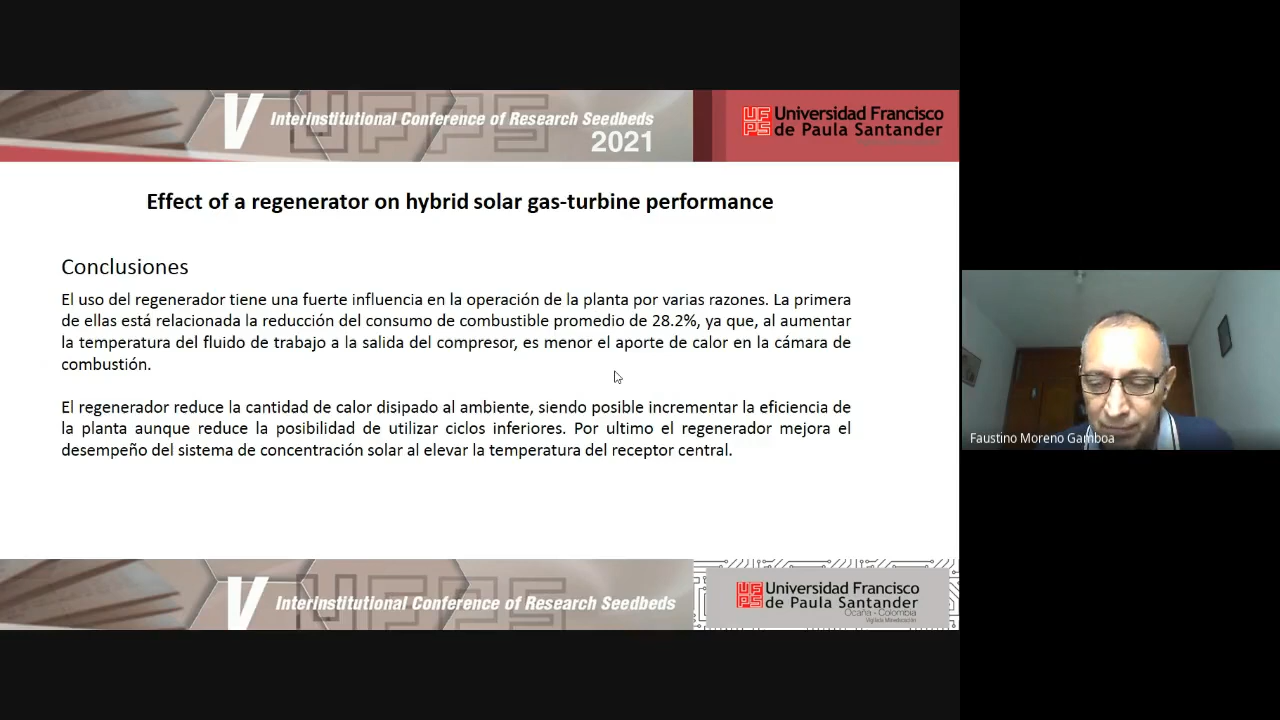 V Interinstitutional Conference of Research Seedbeds
2021
UFPS
Universidad Francisco
de Paula Santander
Effect of a regenerator on hybrid solar gas-turbine performance
Conclusiones
El uso del regenerador tiene una fuerte influencia en la operación de la planta por varias razones. La primera
de ellas está relacionada la reducción del consumo de combustible promedio de 28.2%, ya que, al aumentar
la temperatura del fluido de trabajo a la salida del compresor, es menor el aporte de calor en la cámara de
combustión.
El regenerador reduce la cantidad de calor disipado al ambiente, siendo posible incrementar la eficiencia de
la planta aunque reduce la posibilidad de utilizar ciclos inferiores. Por ultimo el regenerador mejora el
desempeño del sistema de concentración solar al elevar la temperatura del receptor central.
Faustino Moreno Gamboa
V Interinstitutional Conference of Research Seedbeds
UFPS
Universidad Francisco
de Paula Santander
Ocaña - Colombia
Vigilada Mineducación